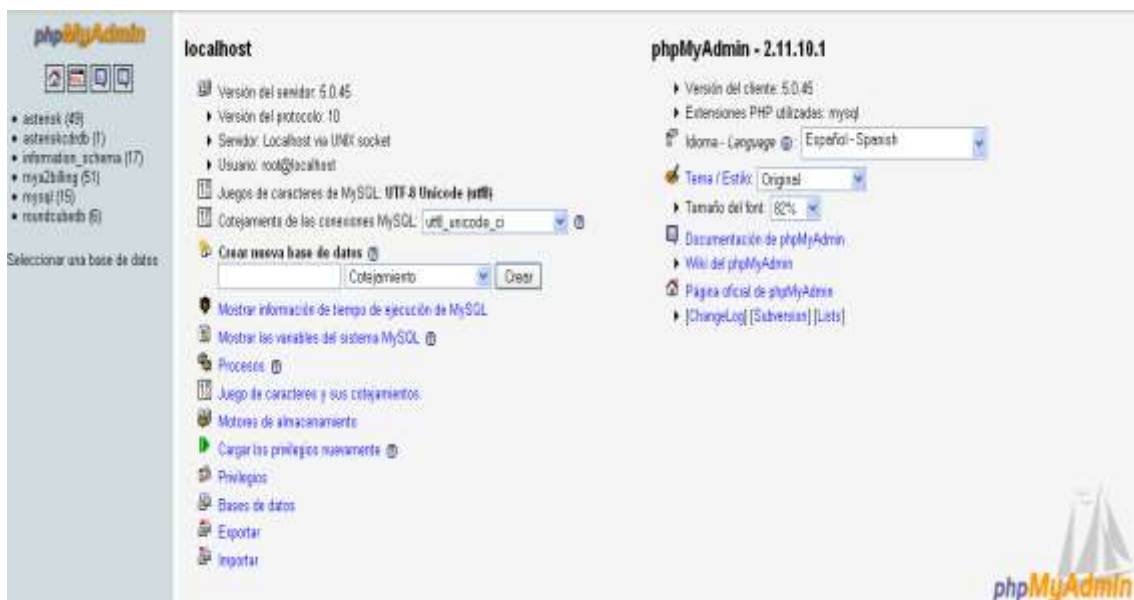 phpMyAdmin
asterisk (49)
asteriskcdrdb (1)
information_schema (17)
mya2billing (51)
mysql (15)
roundcubedb (6)
Seleccionar una base de datos
localhost
Versión del servidor: 5.0.45
Versión del protocolo: 10
Servidor: Localhost via UNIX socket
Usuario: root@localhost
Juegos de caracteres de MySQL: UTF-8 Unicode (utf8)
Cotejamiento de las conexiones MySQL: utf8_unicode_ci
Crear nueva base de datos
Cotejamiento
Crear
Mostrar información de tiempo de ejecución de MySQL
Mostrar las variables del sistema MySQL
Procesos
Juego de caracteres y sus cotejamientos
Motores de almacenamiento
Cargar los privilegios nuevamente
Privilegios
Bases de datos
Exportar
Importar
phpMyAdmin - 2.11.10.1
Versión del cliente: 5.0.45
Extensiones PHP utilizadas: mysql
Idioma - Language: Español - Spanish
Tema / Estilo: Original
Tamaño del font: 82%
Documentación de phpMyAdmin
Wiki del phpMyAdmin
Página oficial de phpMyAdmin
[ChangeLog] [Subversion] [Lists]
phpMyAdmin